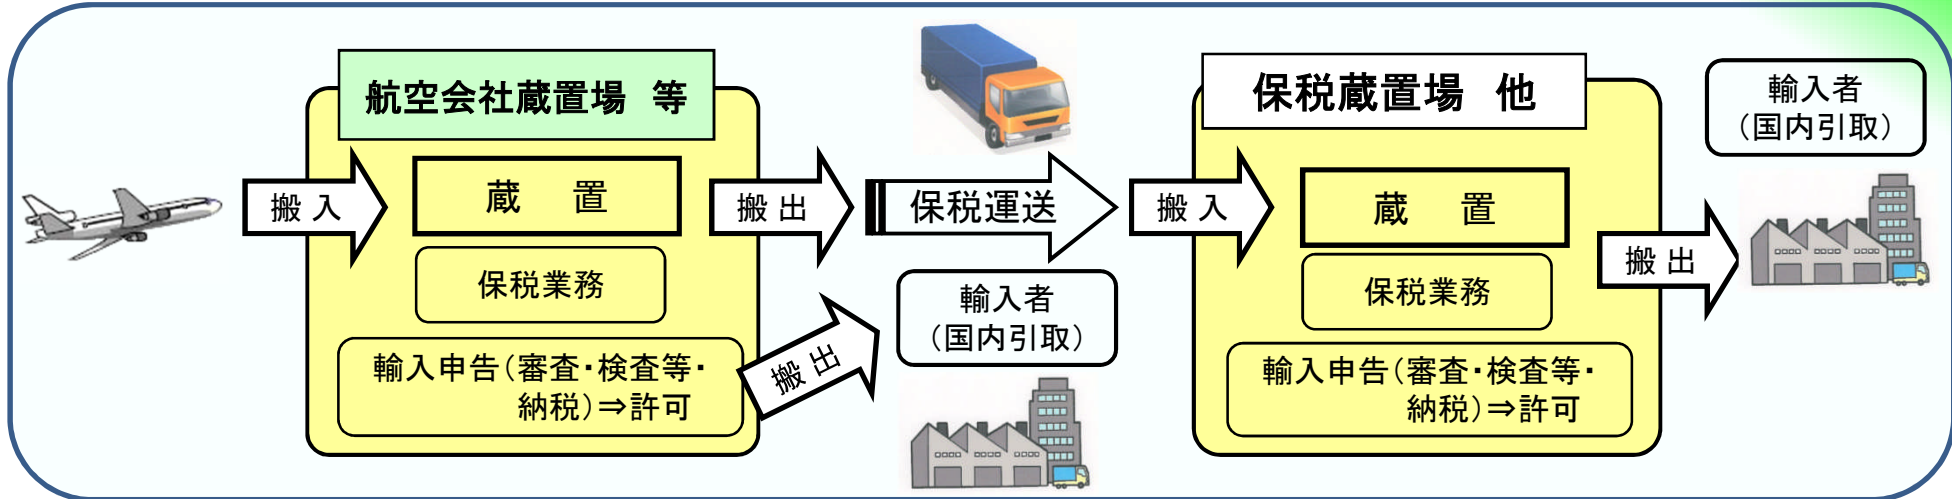 航空会社蔵置場　等
搬 入
蔵　置
保税業務
輸入申告（審査・検査等・
納税）⇒許可
搬 出
保税運送
搬 出
輸入者
（国内引取）
搬 入
保税蔵置場　他
蔵　置
保税業務
輸入申告（審査・検査等・
納税）⇒許可
搬 出
輸入者
（国内引取）